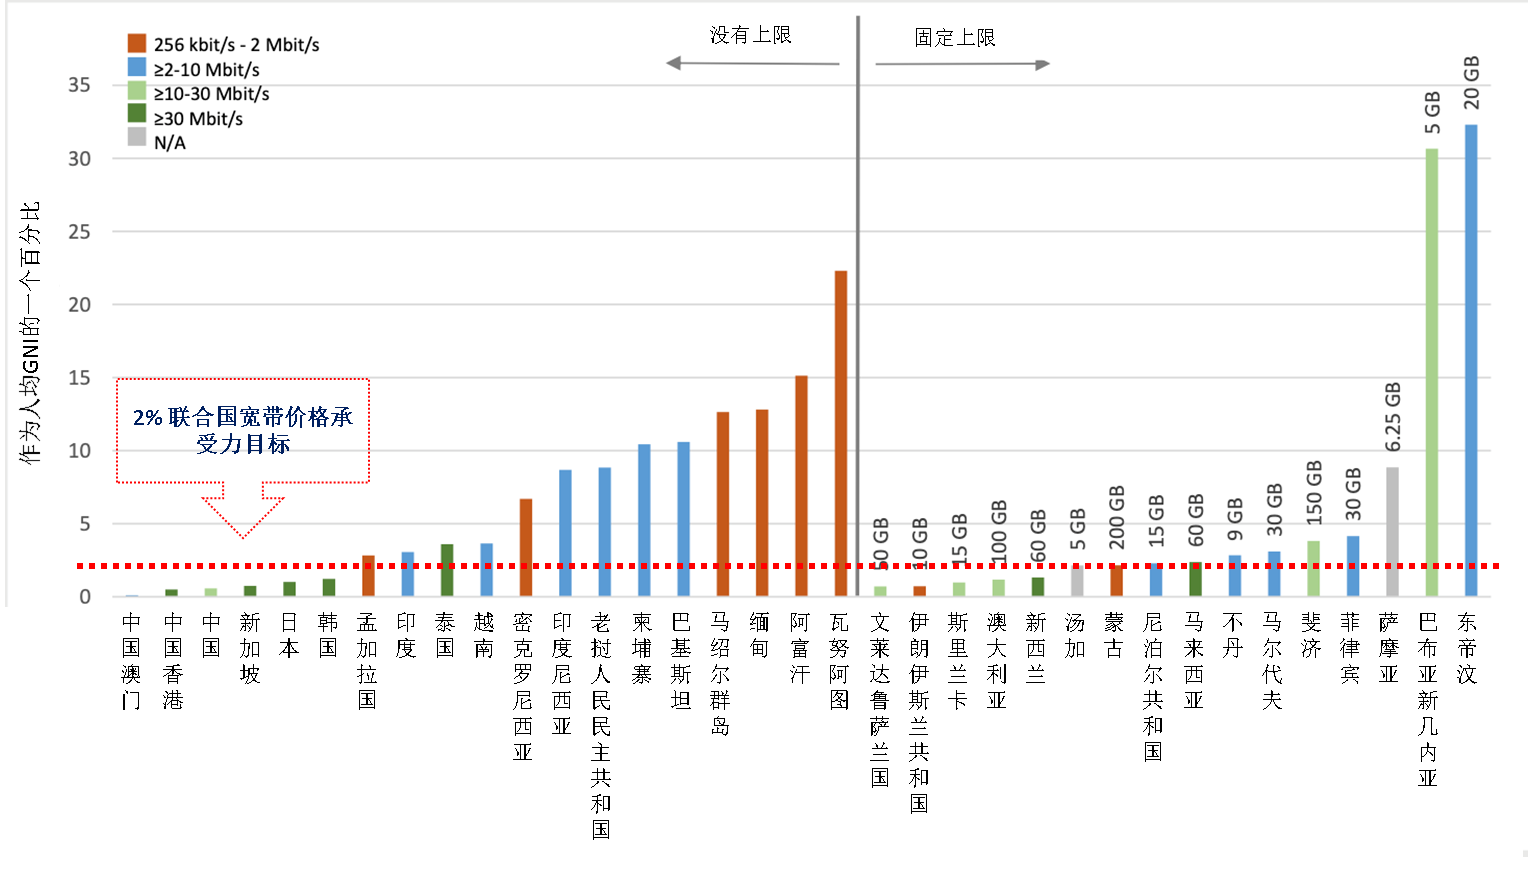 256 kbit/s - 2 Mbit/s
≥2-10 Mbit/s
≥10-30 Mbit/s
≥30 Mbit/s
N/A
没有上限
固定上限
作为人均GNI的一个百分比
35
30
25
20
15
10
5
0
2% 联合国宽带价格承
受力目标
50 GB
10 GB
15 GB
100 GB
60 GB
5 GB
200 GB
15 GB
60 GB
9 GB
30 GB
150 GB
30 GB
6.25 GB
5 GB
20 GB
中国澳门
中国香港
中国
新加坡
日本
韩国
孟加拉国
印度
泰国
越南
密克罗尼西亚
印度尼西亚
老挝人民民主共和国
柬埔寨
巴基斯坦
马绍尔群岛
缅甸
阿富汗
瓦努阿图
文莱达鲁萨兰国
伊朗伊斯兰共和国
斯里兰卡
澳大利亚
新西兰
汤加
蒙古
尼泊尔共和国
马来西亚
不丹
马尔代夫
斐济
菲律宾
萨摩亚
巴布亚新几内亚
东帝汶